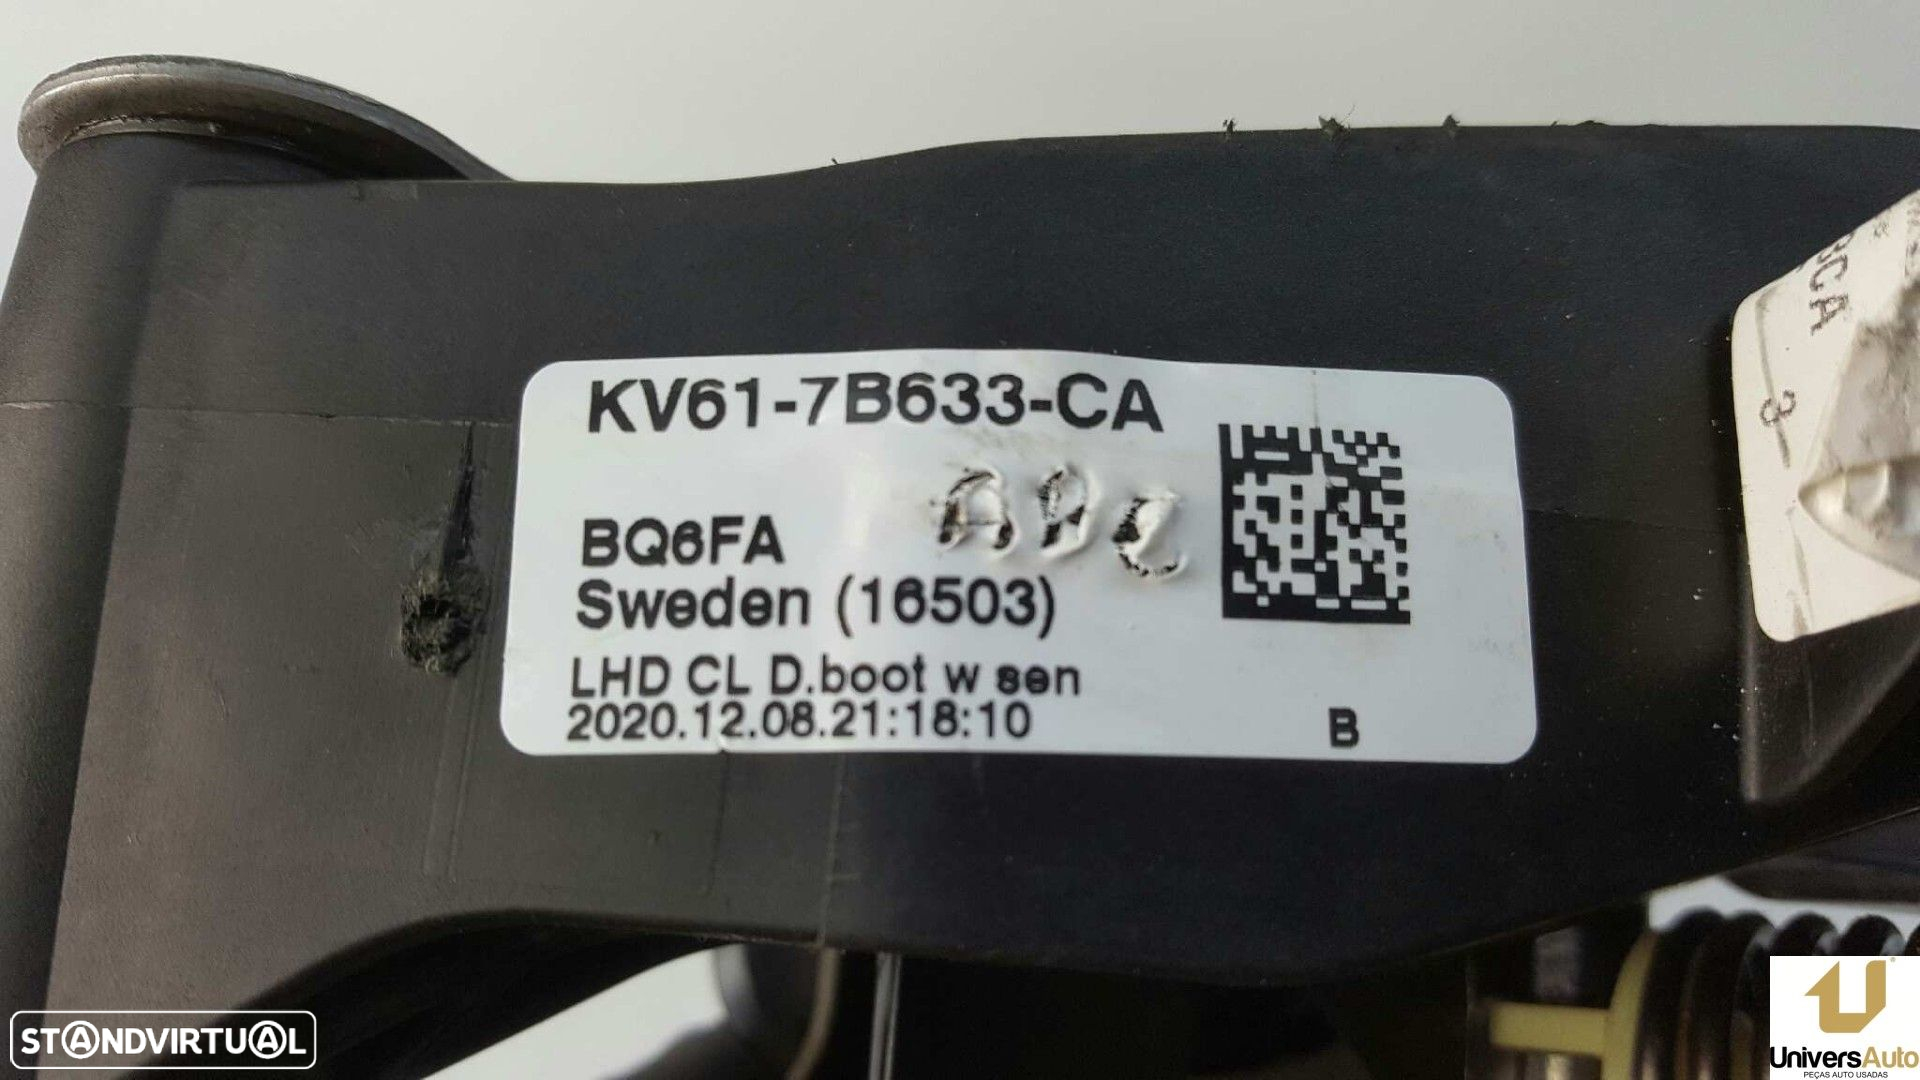 KV61-7B633-CA
BQ6FA
Sweden (16503)
LHD CL D.boot w sen
2020.12.08.21:18:10
B
3
STANDVIRTUAL
UniversAuto
PEÇAS AUTO USADAS